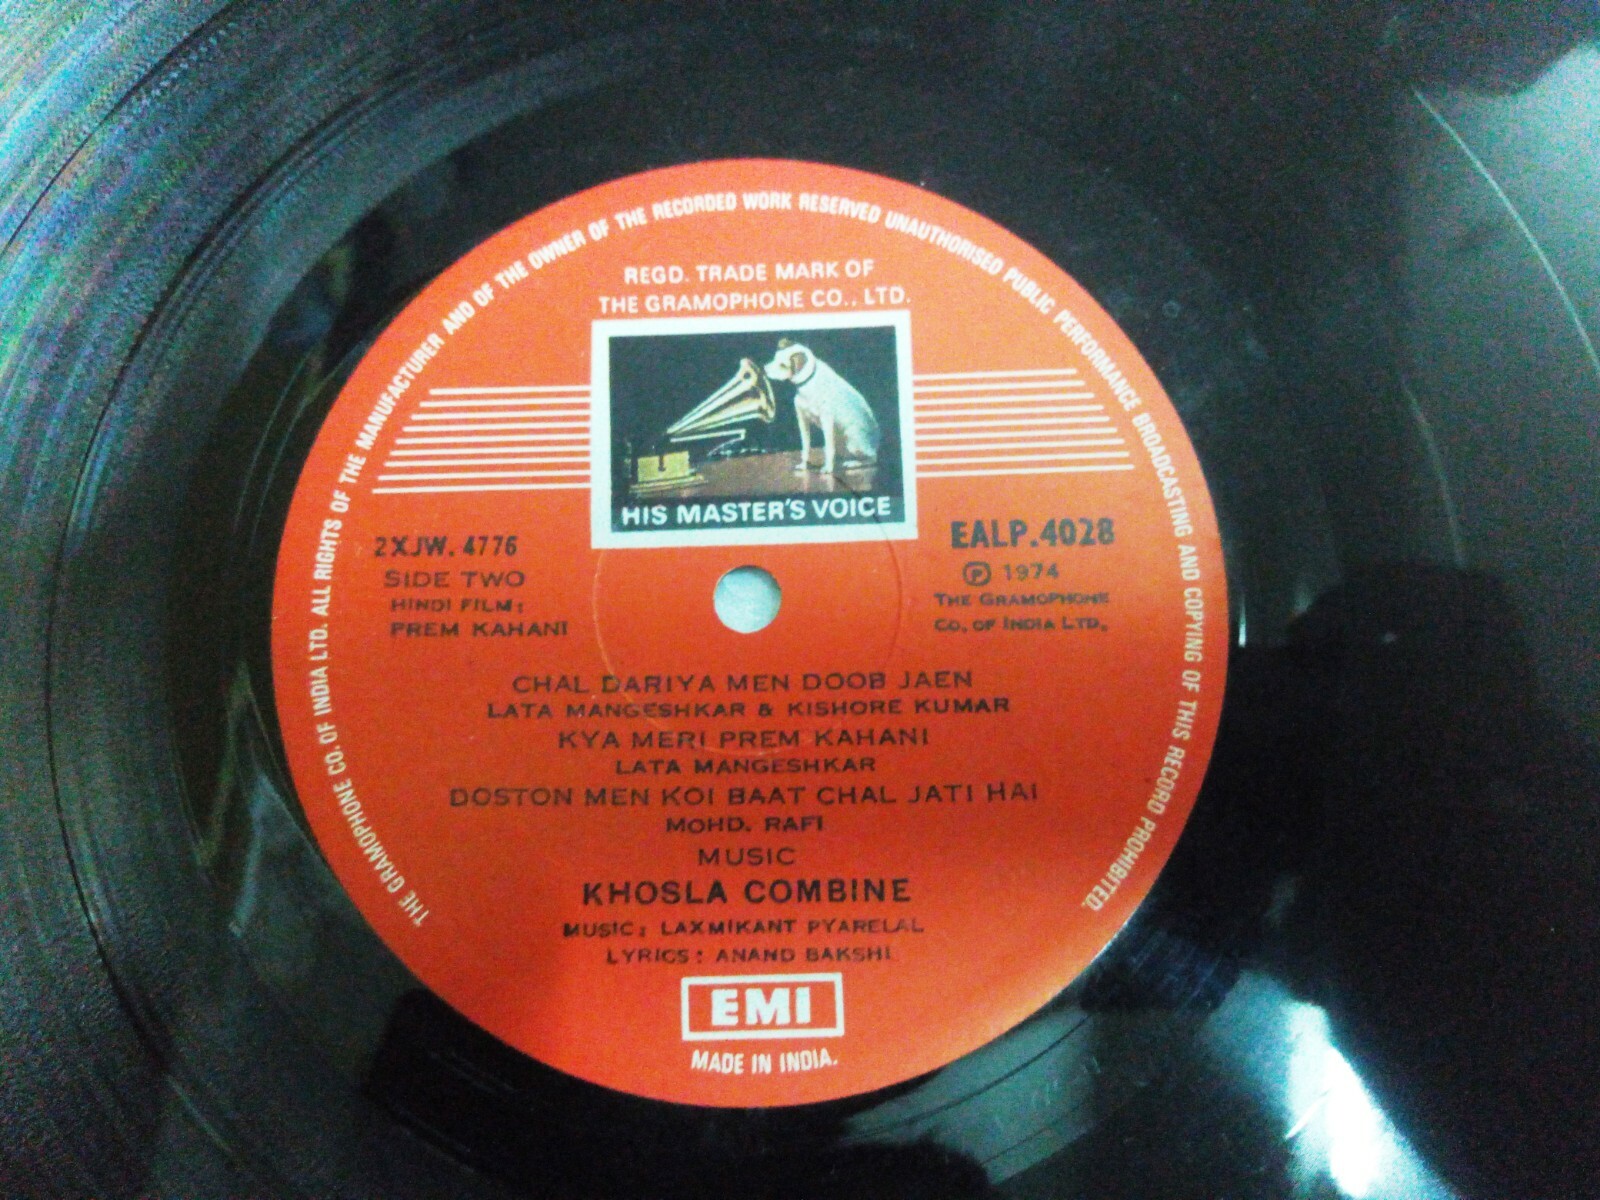 THE GRAMOPHONE CO. OF INDIA LTD. ALL RIGHTS OF THE MANUFACTURER AND OF THE OWNER OF THE RECORDED WORK RESERVED UNAUTHORISED PUBLIC PERFORMANCE BROADCASTING AND COPYING OF THIS RECORD PROHIBITED.
REGD. TRADE MARK OF
THE GRAMOPHONE CO., LTD.
HIS MASTER'S VOICE
2XJW. 4776
SIDE TWO
HINDI FILM:
PREM KAHANI
EALP.4028
℗ 1974
THE GRAMOPHONE
CO. OF INDIA LTD.
CHAL DARIYA MEN DOOB JAEN
LATA MANGESHKAR & KISHORE KUMAR
KYA MERI PREM KAHANI
LATA MANGESHKAR
DOSTON MEN KOI BAAT CHAL JATI HAI
MOHD. RAFI
MUSIC
KHOSLA COMBINE
MUSIC: LAXMIKANT PYARELAL
LYRICS: ANAND BAKSHI
EMI
MADE IN INDIA.